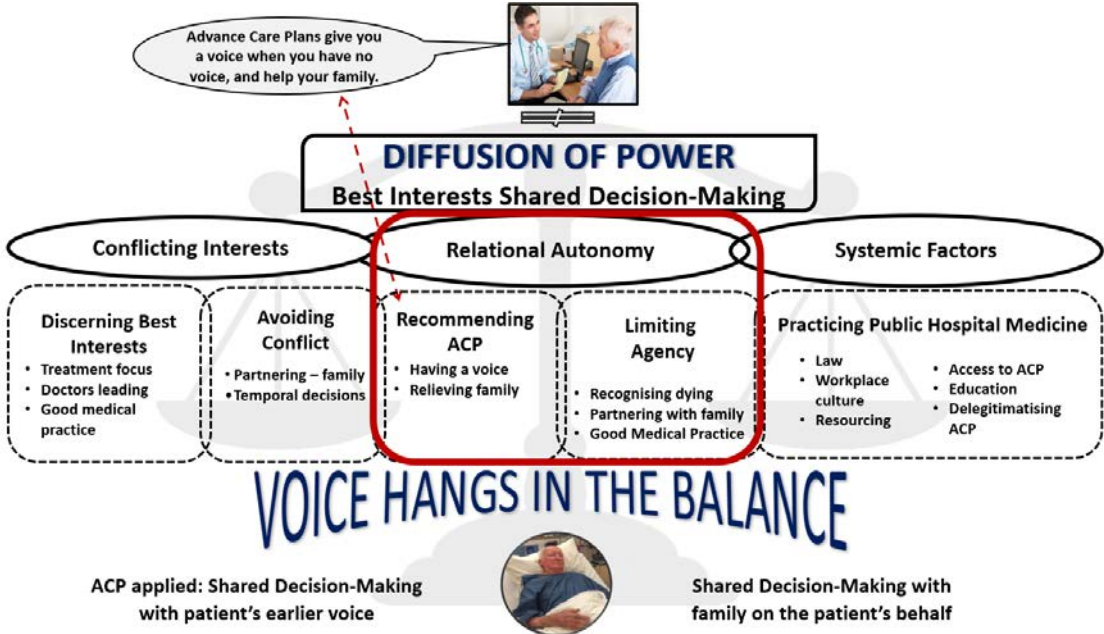 Advance Care Plans give you
a voice when you have no
voice, and help your family.
DIFFUSION OF POWER
Best Interests Shared Decision-Making
Conflicting Interests
Relational Autonomy
Systemic Factors
Discerning Best
Interests
• Treatment focus
• Doctors leading
• Good medical
practice
Avoiding
Conflict
• Partnering – family
• Temporal decisions
Recommending
ACP
• Having a voice
• Relieving family
Limiting
Agency
• Recognising dying
• Partnering with family
• Good Medical Practice
Practicing Public Hospital Medicine
• Law
• Workplace
culture
• Resourcing
• Access to ACP
• Education
• Delegitimatising
ACP
VOICE HANGS IN THE BALANCE
ACP applied: Shared Decision-Making
with patient's earlier voice
Shared Decision-Making with
family on the patient's behalf